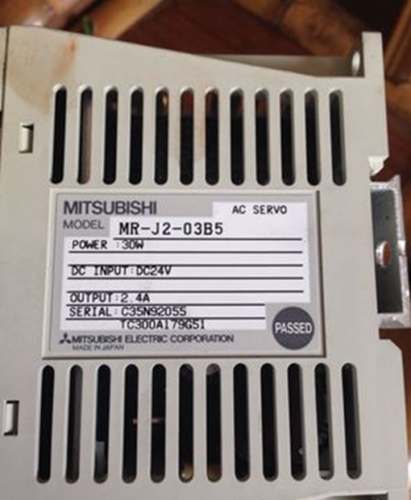 MITSUBISHI AC SERVO
MODEL MR-J2-03B5
POWER :30W
DC INPUT:DC24V
OUTPUT:2.4A
SERIAL: C35N92055
TC300A179G51
PASSED
MITSUBISHI ELECTRIC CORPORATION
MADE IN JAPAN